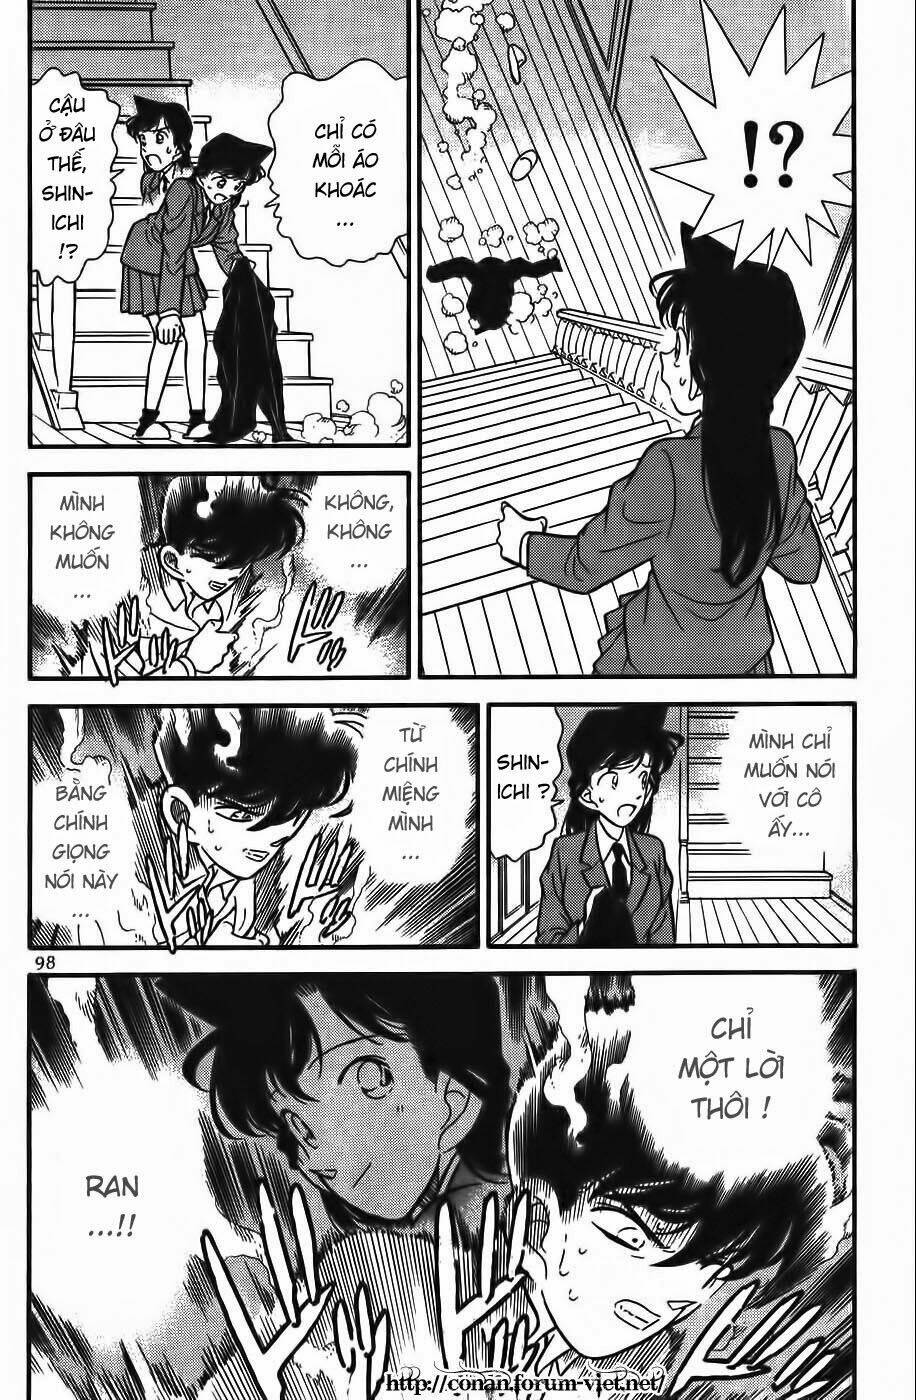 !?
CHỈ CÓ
MỖI ÁO
KHOÁC
...
CẬU
Ở ĐÂU
THẾ,
SHIN-
ICHI
!?
KHÔNG,
KHÔNG
...
MÌNH
KHÔNG
MUỐN
...
MÌNH CHỈ
MUỐN NÓI
VỚI CÔ
ẤY...
SHIN-
ICHI ?
TỪ
CHÍNH
MIỆNG
MÌNH
...
BẰNG
CHÍNH
GIỌNG
NÓI NÀY
...
98
CHỈ
MỘT LỜI
THÔI !
RAN
...!!
http://conan.forum-viet.net/